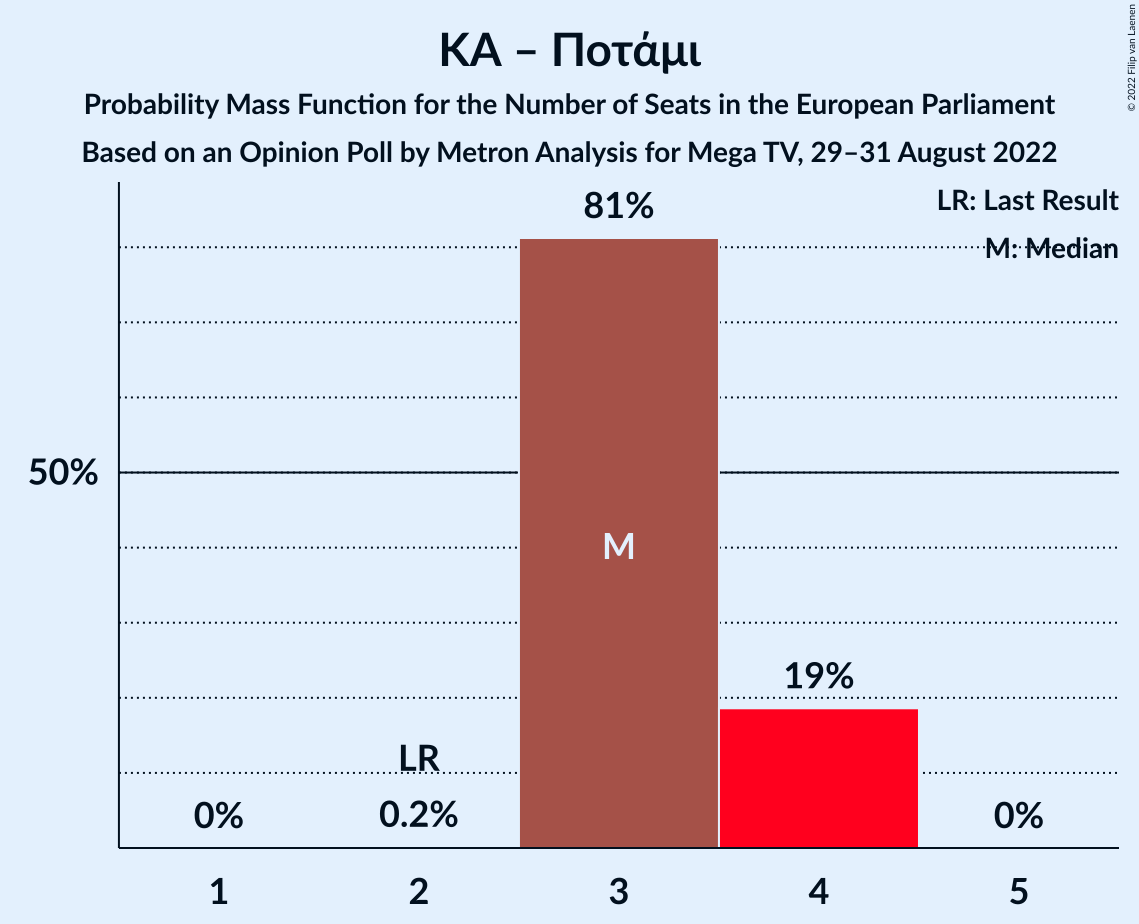 ΚΑ – Ποτάμι
Probability Mass Function for the Number of Seats in the European Parliament
Based on an Opinion Poll by Metron Analysis for Mega TV, 29–31 August 2022
© 2022 Filip van Laenen
LR: Last Result
M: Median
81%
50%
M
19%
LR
0%
0.2%
0%
1
2
3
4
5